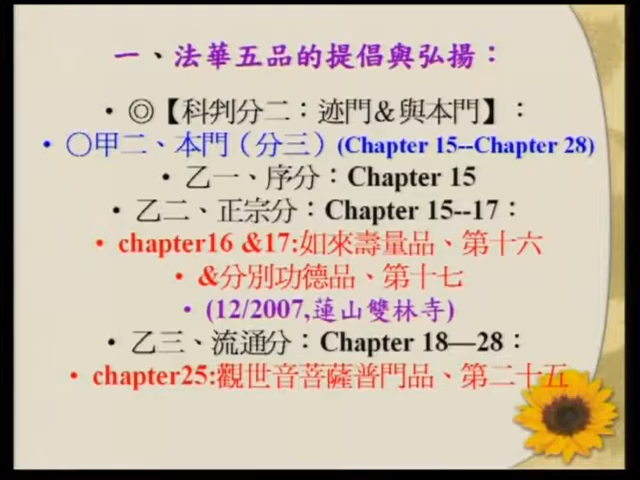 一、法華五品的提倡與弘揚：
• ◎【科判分二：迹門＆與本門】：
• 〇甲二、本門（分三）(Chapter 15--Chapter 28)
• 乙一、序分：Chapter 15
• 乙二、正宗分：Chapter 15--17：
• chapter16 &17:如來壽量品、第十六
• &分別功德品、第十七
• (12/2007,蓮山雙林寺)
• 乙三、流通分：Chapter 18—28：
• chapter25:觀世音菩薩普門品、第二十五